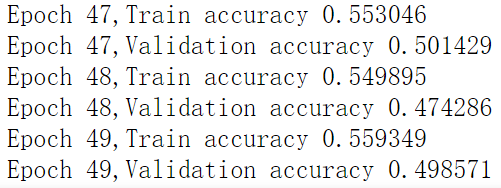 Epoch 47,Train accuracy 0.553046
Epoch 47,Validation accuracy 0.501429
Epoch 48,Train accuracy 0.549895
Epoch 48,Validation accuracy 0.474286
Epoch 49,Train accuracy 0.559349
Epoch 49,Validation accuracy 0.498571